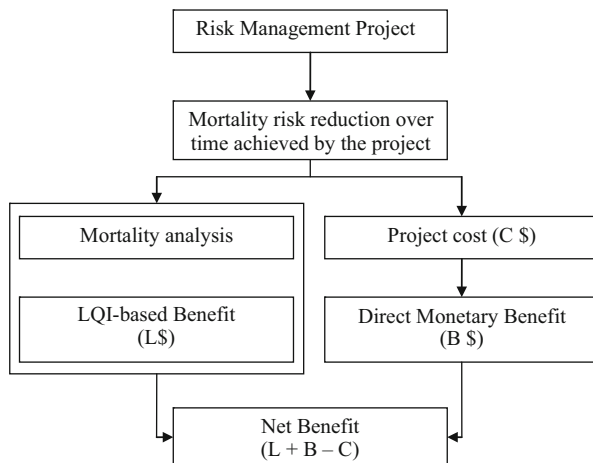 Risk Management Project
Mortality risk reduction over
time achieved by the project
Mortality analysis
LQI-based Benefit
(L$)
Project cost (C $)
Direct Monetary Benefit
(B $)
Net Benefit
(L + B – C)